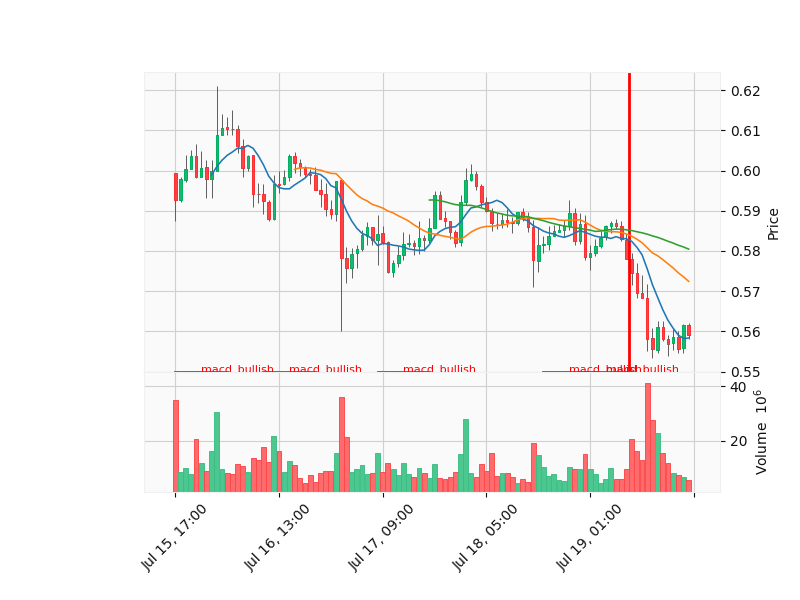 0.62
0.61
0.60
0.59
0.58
0.57
0.56
0.55
Price
macd_bullish
macd_bullish
macd_bullish
macd_bullish
bullish
40
20
Volume 10⁶
Jul 15, 17:00
Jul 16, 13:00
Jul 17, 09:00
Jul 18, 05:00
Jul 19, 01:00